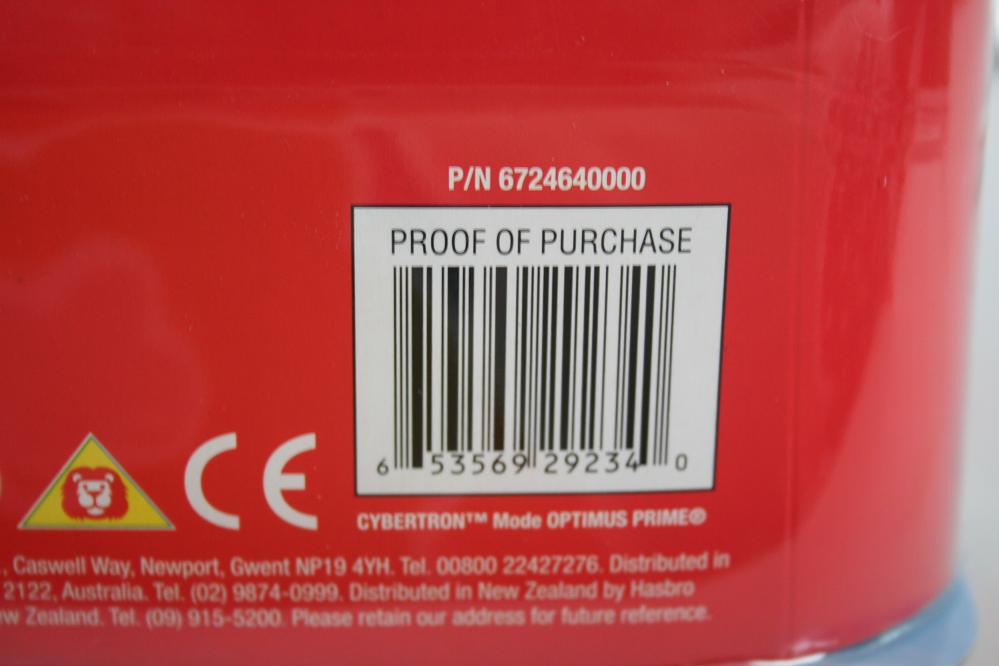 P/N 6724640000
PROOF OF PURCHASE
6 53569 29234 0
CE
CYBERTRON™ Mode OPTIMUS PRIME®
, Caswell Way, Newport, Gwent NP19 4YH. Tel. 00800 22427276. Distributed in
2122, Australia. Tel. (02) 9874-0999. Distributed in New Zealand by Hasbro
w Zealand. Tel. (09) 915-5200. Please retain our address for future reference.